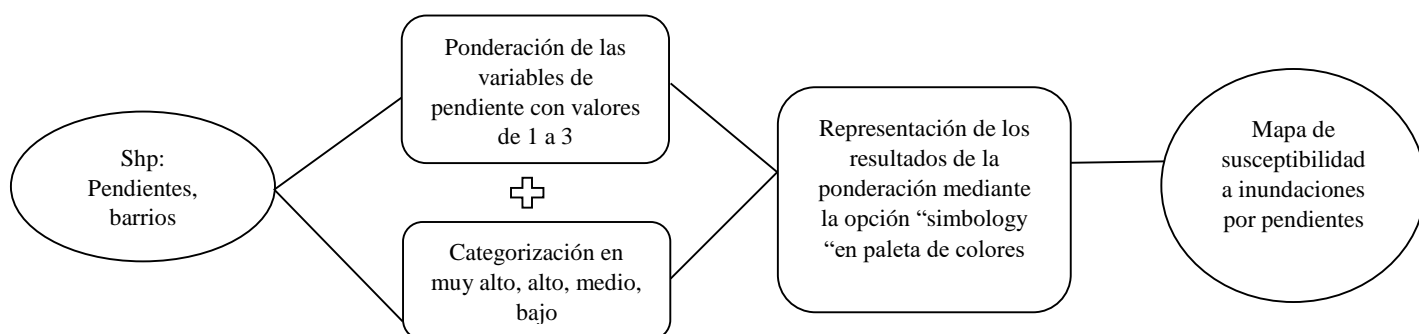 Shp:
Pendientes,
barrios
Ponderación de las
variables de
pendiente con valores
de 1 a 3
Categorización en
muy alto, alto, medio,
bajo
Representación de los
resultados de la
ponderación mediante
la opción “simbology
“en paleta de colores
Mapa de
susceptibilidad
a inundaciones
por pendientes